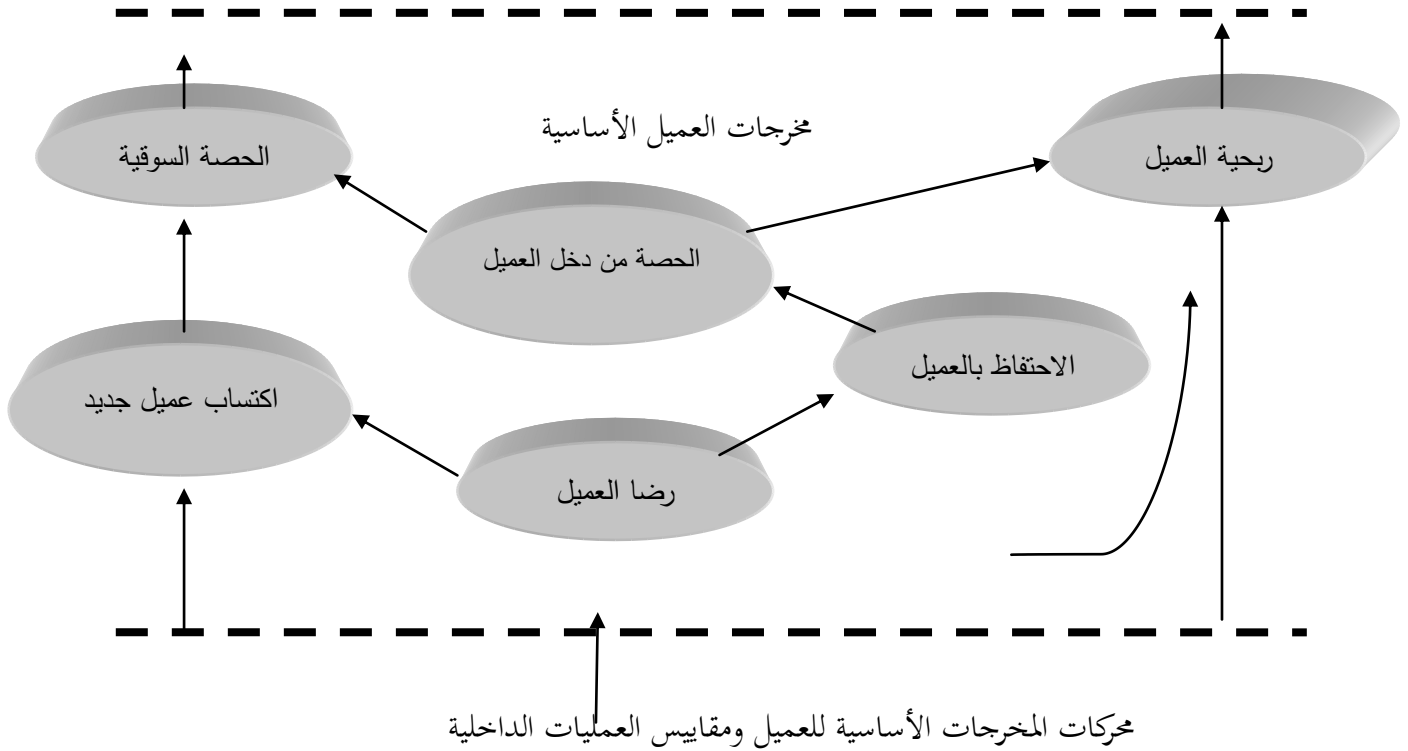 مخرجات العميل الأساسية
ربحية العميل
الحصة السوقية
الحصة من دخل العميل
الاحتفاظ بالعميل
اكتساب عميل جديد
رضا العميل
محركات المخرجات الأساسية للعميل ومقاييس العمليات الداخلية